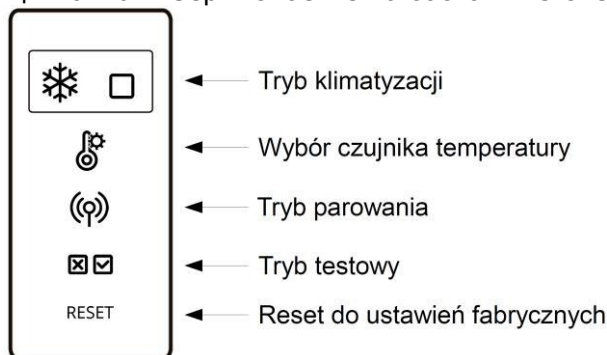 Tryb klimatyzacji
Wybór czujnika temperatury
Tryb parowania
Tryb testowy
RESET
Reset do ustawień fabrycznych